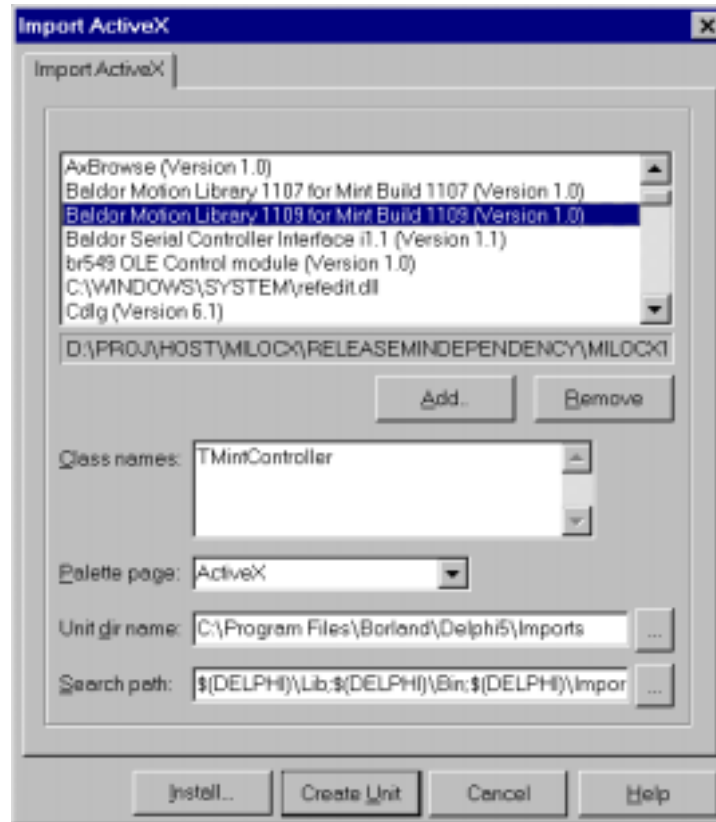 Import ActiveX
Import ActiveX
AxBrowse (Version 1.0)
Baldor Motion Library 1107 for Mint Build 1107 (Version 1.0)
Baldor Motion Library 1109 for Mint Build 1109 (Version 1.0)
Baldor Serial Controller Interface i1.1 (Version 1.1)
br549 OLE Control module (Version 1.0)
C:\WINDOWS\SYSTEM\refedit.dll
Cdlg (Version 6.1)
D:\PROJ\HOST\MILOCX\RELEASEMINDEPENDENCY\MILOCX1
Add.. Remove
Class names: TMintController
Palette page: ActiveX
Unit dir name: C:\Program Files\Borland\Delphi5\Imports ...
Search path: $(DELPHI)\Lib;$(DELPHI)\Bin;$(DELPHI)\Impor ...
Install... Create Unit Cancel Help